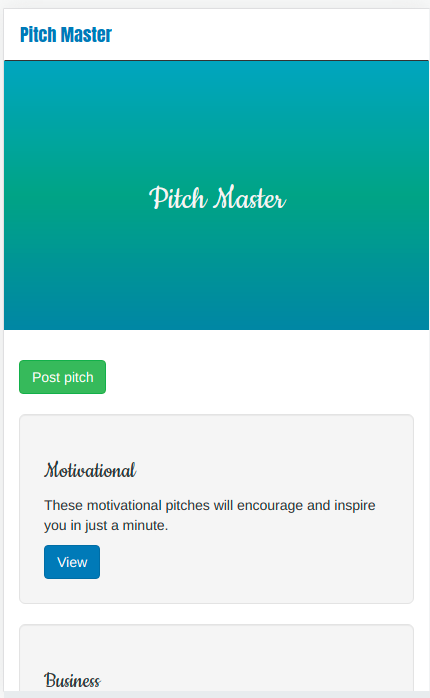 Pitch Master
Pitch Master
Post pitch
Motivational
These motivational pitches will encourage and inspire
you in just a minute.
View
Business